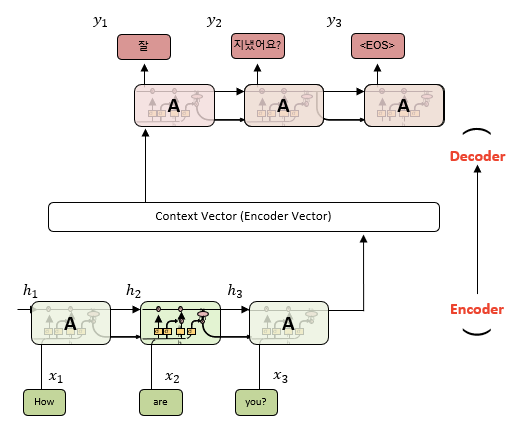 y₁ y₂ y₃
잘 지냈어요? <EOS>
A A A
Decoder
Context Vector (Encoder Vector)
h₁ h₂ h₃
Encoder
A A
x₁ x₂ x₃
How are you?